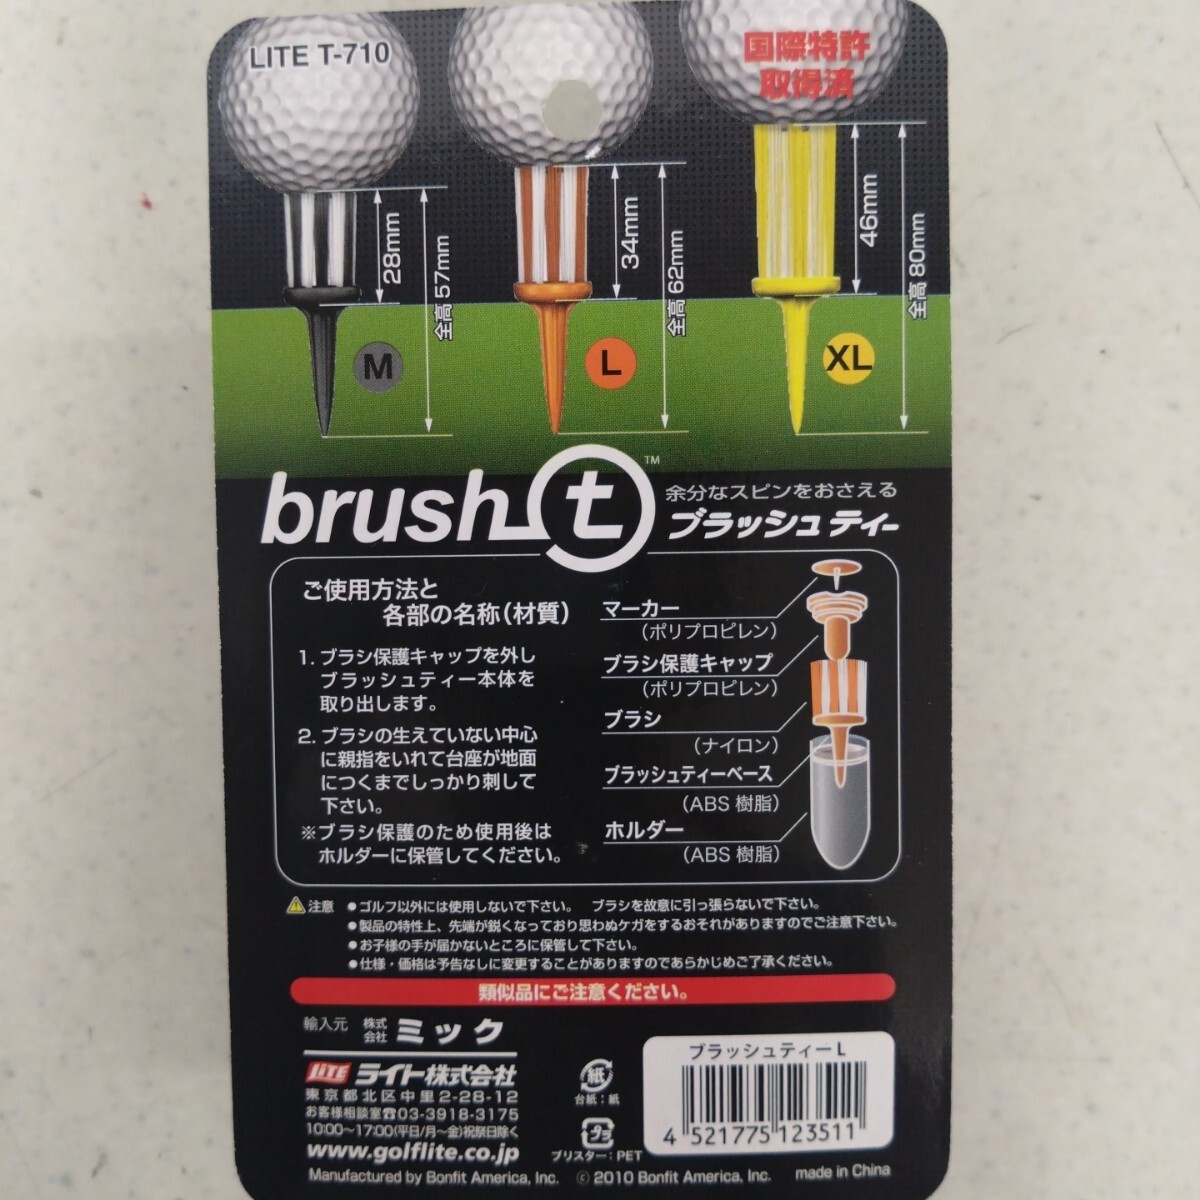 LITE T-710
国際特許
取得済
28mm
全高57mm
34mm
全高62mm
46mm
全高80mm
M
L
XL
brush t ™
余分なスピンをおさえる
ブラッシュティー
ご使用方法と
各部の名称(材質)
1. ブラシ保護キャップを外し
ブラッシュティー本体を
取り出します。
2. ブラシの生えていない中心
に親指をいれて台座が地面
につくまでしっかり刺して
下さい。
※ブラシ保護のため使用後は
ホルダーに保管してください。
マーカー
(ポリプロピレン)
ブラシ保護キャップ
(ポリプロピレン)
ブラシ
(ナイロン)
ブラッシュティーベース
(ABS 樹脂)
ホルダー
(ABS 樹脂)
注意 ●ゴルフ以外には使用しないで下さい。 ブラシを故意に引っ張らないで下さい。
●製品の特性上、先端が鋭くなっており思わぬケガをするおそれがありますのでご注意下さい。
●お子様の手が届かないところに保管して下さい。
●仕様・価格は予告なしに変更することがありますのであらかじめご了承ください。
類似品にご注意ください。
輸入元 株式会社 ミック
LITE ライト株式会社
東京都北区中里2-28-12
お客様相談室☎03-3918-3175
10:00〜17:00(平日/月〜金)祝祭日除く
www.golflite.co.jp
紙
台紙:紙
プラ
ブリスター:PET
ブラッシュティーL
4 521775 123511
Manufactured by Bonfit America, Inc. © 2010 Bonfit America, Inc. made in China